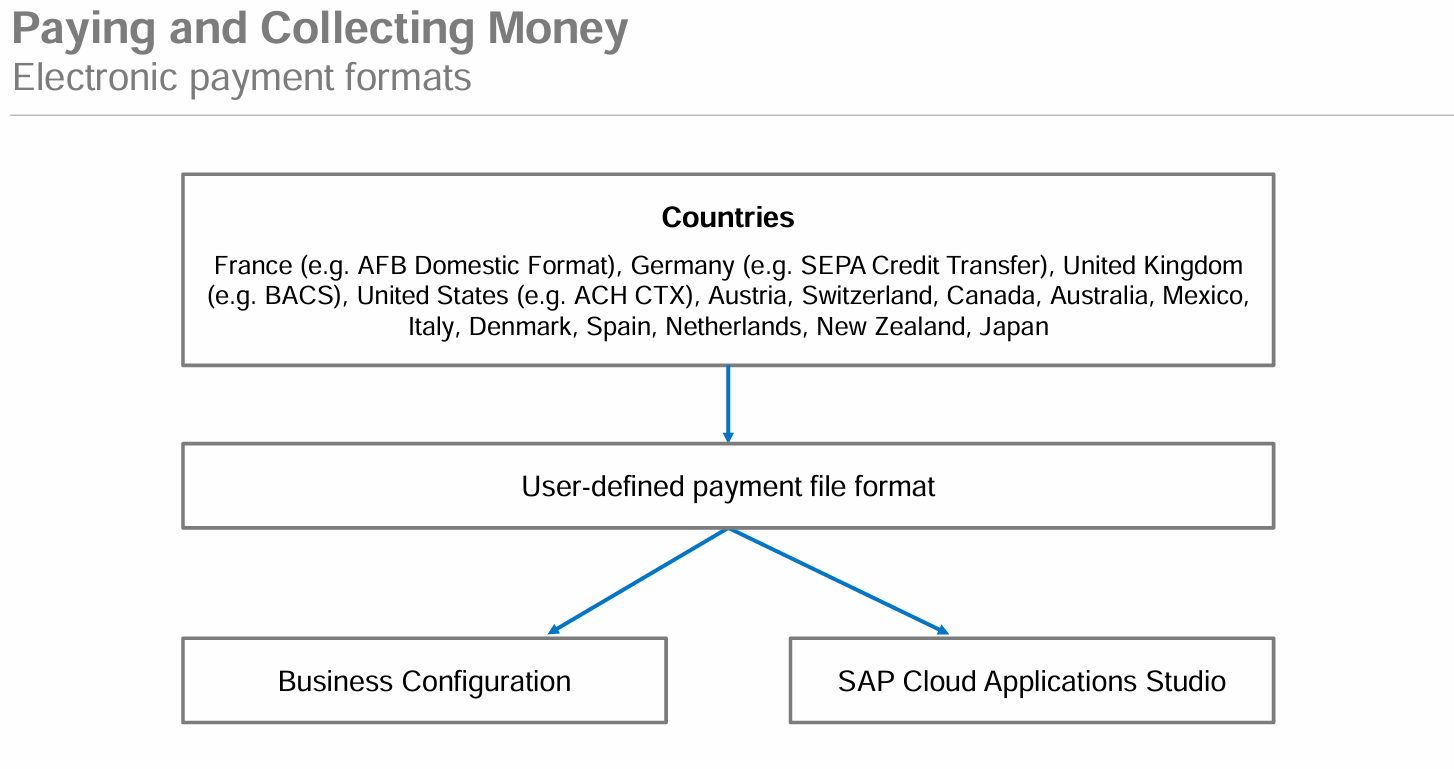 Paying and Collecting Money
Electronic payment formats
Countries
France (e.g. AFB Domestic Format), Germany (e.g. SEPA Credit Transfer), United Kingdom
(e.g. BACS), United States (e.g. ACH CTX), Austria, Switzerland, Canada, Australia, Mexico,
Italy, Denmark, Spain, Netherlands, New Zealand, Japan
User-defined payment file format
Business Configuration
SAP Cloud Applications Studio